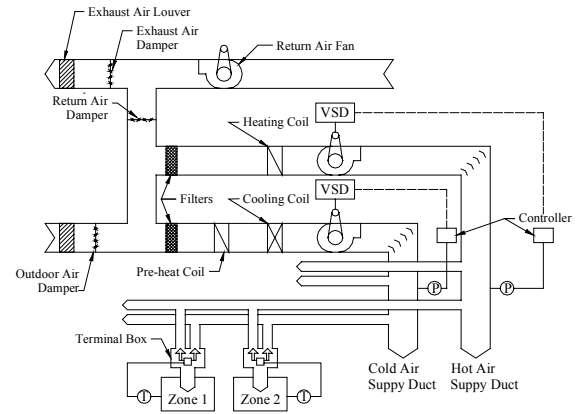 Exhaust Air Louver
Exhaust Air
Damper
Return Air Fan
Return Air
Damper
Heating Coil
VSD
VSD
Filters
Cooling Coil
Controller
Outdoor Air
Damper
Pre-heat Coil
P
P
Terminal Box
Cold Air
Suppy Duct
Hot Air
Suppy Duct
T
Zone 1
Zone 2
T